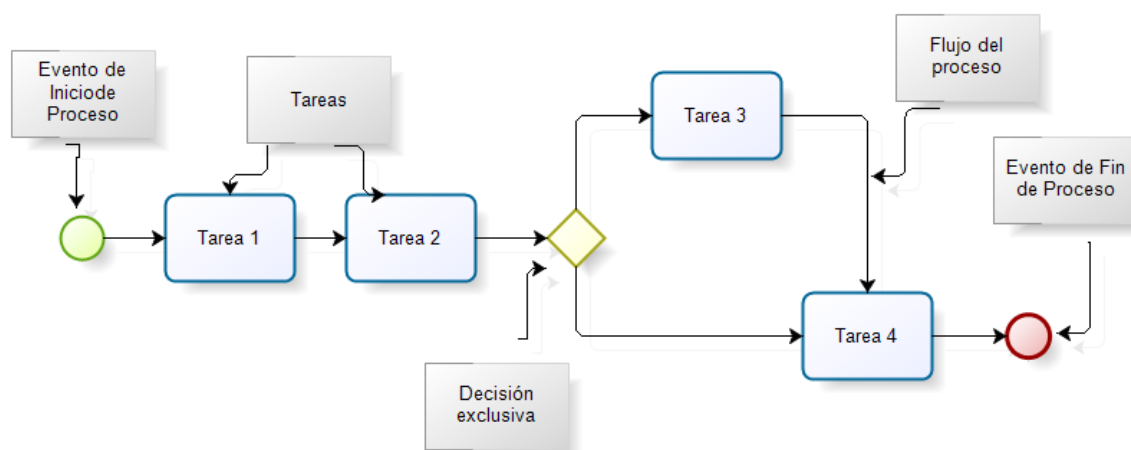 Evento de
Iniciode
Proceso
Tareas
Flujo del
proceso
Tarea 3
Evento de Fin
de Proceso
Tarea 1
Tarea 2
Tarea 4
Decisión
exclusiva